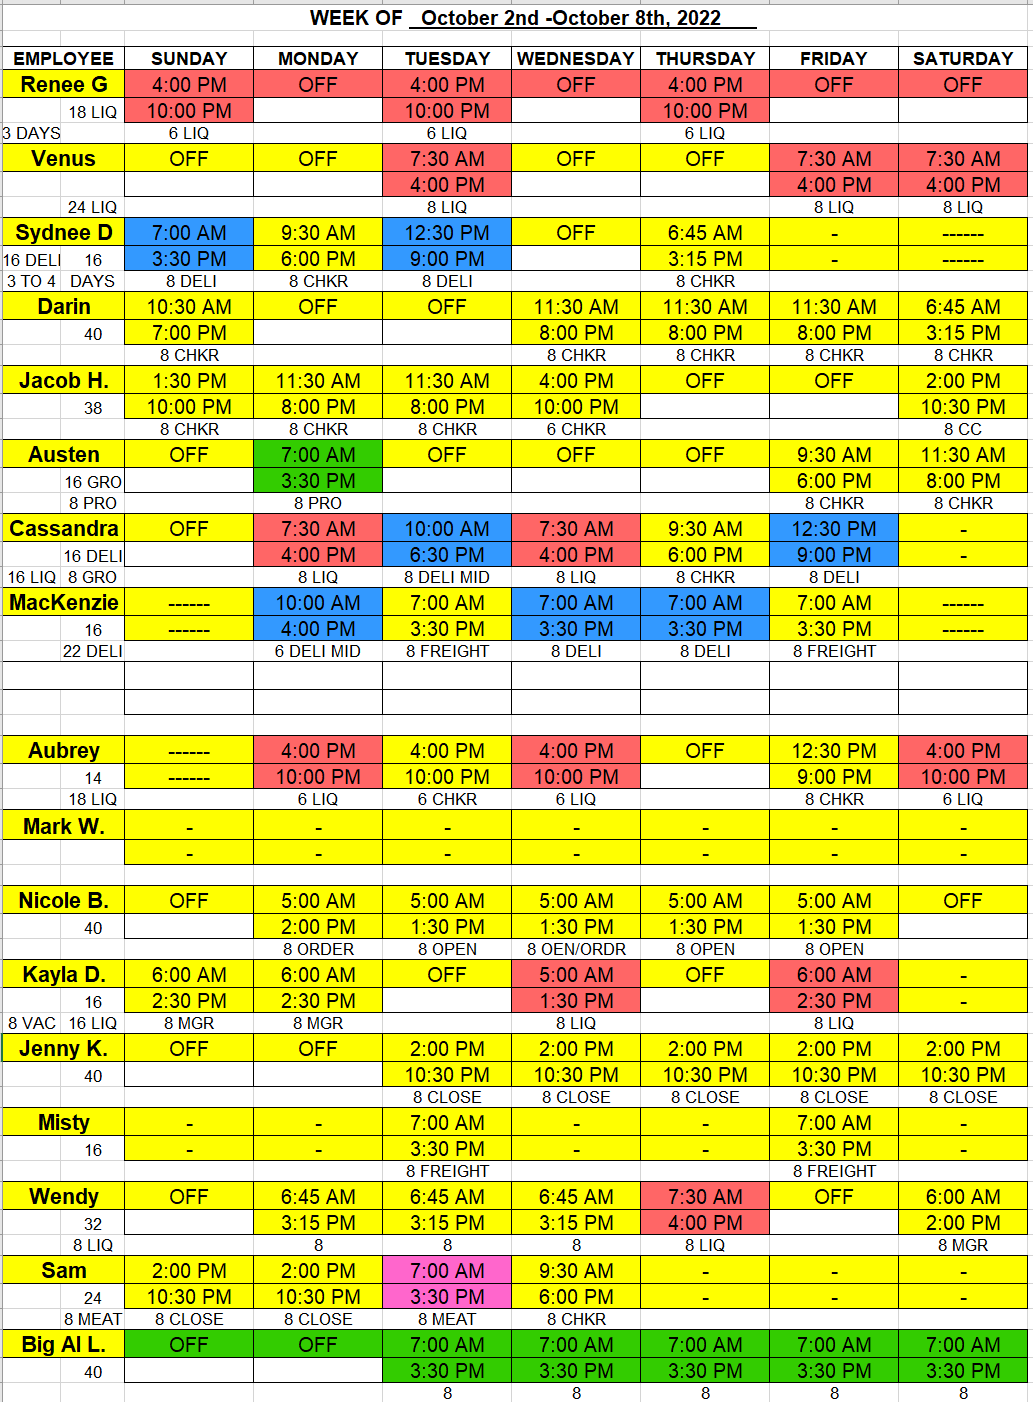 WEEK OF October 2nd -October 8th, 2022
EMPLOYEE SUNDAY MONDAY TUESDAY WEDNESDAY THURSDAY FRIDAY SATURDAY
Renee G 4:00 PM OFF 4:00 PM OFF 4:00 PM OFF OFF
18 LIQ 10:00 PM 10:00 PM 10:00 PM
3 DAYS 6 LIQ 6 LIQ 6 LIQ
Venus OFF OFF 7:30 AM OFF OFF 7:30 AM 7:30 AM
4:00 PM 4:00 PM 4:00 PM
24 LIQ 8 LIQ 8 LIQ 8 LIQ
Sydnee D 7:00 AM 9:30 AM 12:30 PM OFF 6:45 AM - ------
16 DELI 16 3:30 PM 6:00 PM 9:00 PM 3:15 PM - ------
3 TO 4 DAYS 8 DELI 8 CHKR 8 DELI 8 CHKR
Darin 10:30 AM OFF OFF 11:30 AM 11:30 AM 11:30 AM 6:45 AM
40 7:00 PM 8:00 PM 8:00 PM 8:00 PM 3:15 PM
8 CHKR 8 CHKR 8 CHKR 8 CHKR 8 CHKR
Jacob H. 1:30 PM 11:30 AM 11:30 AM 4:00 PM OFF OFF 2:00 PM
38 10:00 PM 8:00 PM 8:00 PM 10:00 PM 10:30 PM
8 CHKR 8 CHKR 8 CHKR 6 CHKR 8 CC
Austen OFF 7:00 AM OFF OFF OFF 9:30 AM 11:30 AM
16 GRO 3:30 PM 6:00 PM 8:00 PM
8 PRO 8 PRO 8 CHKR 8 CHKR
Cassandra OFF 7:30 AM 10:00 AM 7:30 AM 9:30 AM 12:30 PM -
16 DELI 4:00 PM 6:30 PM 4:00 PM 6:00 PM 9:00 PM -
16 LIQ 8 GRO 8 LIQ 8 DELI MID 8 LIQ 8 CHKR 8 DELI
MacKenzie ------ 10:00 AM 7:00 AM 7:00 AM 7:00 AM 7:00 AM ------
16 ------ 4:00 PM 3:30 PM 3:30 PM 3:30 PM 3:30 PM ------
22 DELI 6 DELI MID 8 FREIGHT 8 DELI 8 DELI 8 FREIGHT
Aubrey ------ 4:00 PM 4:00 PM 4:00 PM OFF 12:30 PM 4:00 PM
14 ------ 10:00 PM 10:00 PM 10:00 PM 9:00 PM 10:00 PM
18 LIQ 6 LIQ 6 CHKR 6 LIQ 8 CHKR 6 LIQ
Mark W. - - - - - - -
- - - - - - -
Nicole B. OFF 5:00 AM 5:00 AM 5:00 AM 5:00 AM 5:00 AM OFF
40 2:00 PM 1:30 PM 1:30 PM 1:30 PM 1:30 PM
8 ORDER 8 OPEN 8 OEN/ORDR 8 OPEN 8 OPEN
Kayla D. 6:00 AM 6:00 AM OFF 5:00 AM OFF 6:00 AM -
16 2:30 PM 2:30 PM 1:30 PM 2:30 PM -
8 VAC 16 LIQ 8 MGR 8 MGR 8 LIQ 8 LIQ
Jenny K. OFF OFF 2:00 PM 2:00 PM 2:00 PM 2:00 PM 2:00 PM
40 10:30 PM 10:30 PM 10:30 PM 10:30 PM 10:30 PM
8 CLOSE 8 CLOSE 8 CLOSE 8 CLOSE 8 CLOSE
Misty - - 7:00 AM - - 7:00 AM -
16 - - 3:30 PM - - 3:30 PM -
8 FREIGHT 8 FREIGHT
Wendy OFF 6:45 AM 6:45 AM 6:45 AM 7:30 AM OFF 6:00 AM
32 3:15 PM 3:15 PM 3:15 PM 4:00 PM 2:00 PM
8 LIQ 8 8 8 8 LIQ 8 MGR
Sam 2:00 PM 2:00 PM 7:00 AM 9:30 AM - - -
24 10:30 PM 10:30 PM 3:30 PM 6:00 PM - - -
8 MEAT 8 CLOSE 8 CLOSE 8 MEAT 8 CHKR
Big Al L. OFF OFF 7:00 AM 7:00 AM 7:00 AM 7:00 AM 7:00 AM
40 3:30 PM 3:30 PM 3:30 PM 3:30 PM 3:30 PM
8 8 8 8 8